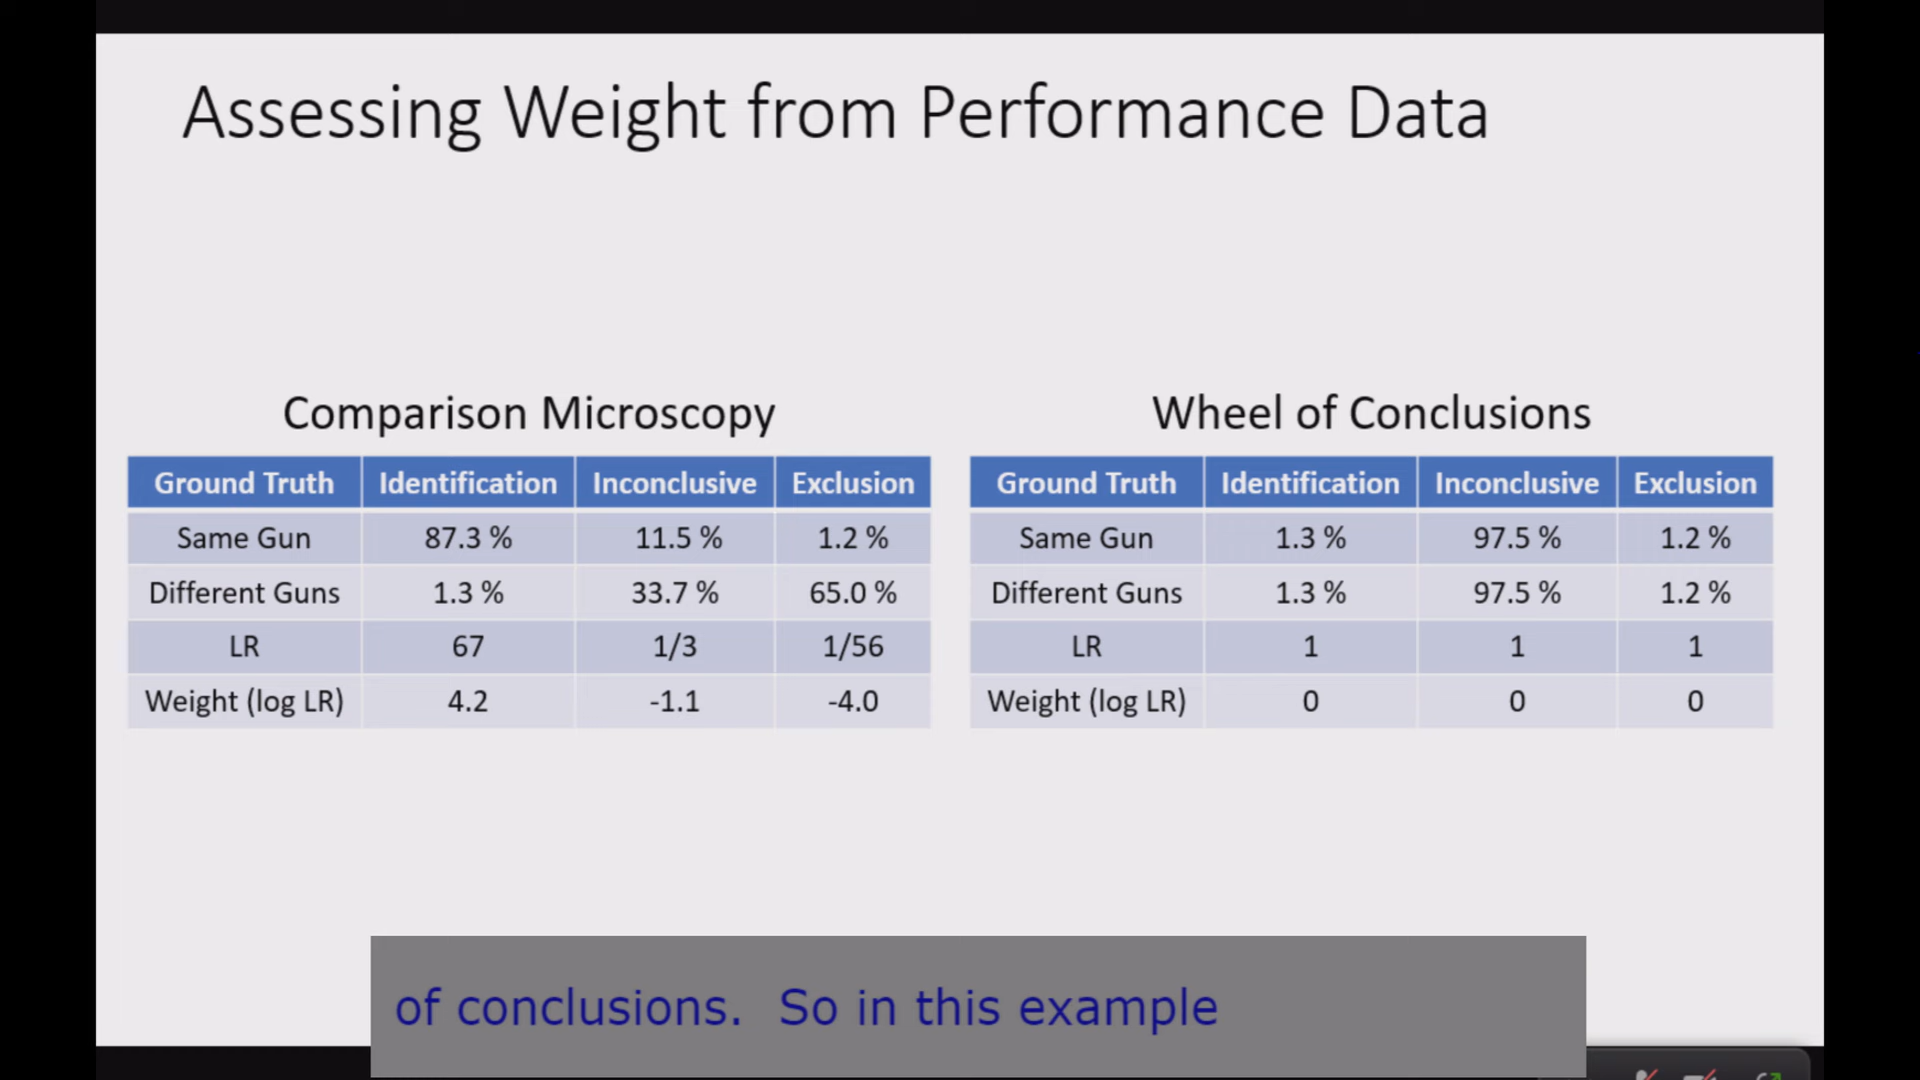 Assessing Weight from Performance Data
Comparison Microscopy
Ground Truth Identification Inconclusive Exclusion
Same Gun 87.3 % 11.5 % 1.2 %
Different Guns 1.3 % 33.7 % 65.0 %
LR 67 1/3 1/56
Weight (log LR) 4.2 -1.1 -4.0
Wheel of Conclusions
Ground Truth Identification Inconclusive Exclusion
Same Gun 1.3 % 97.5 % 1.2 %
Different Guns 1.3 % 97.5 % 1.2 %
LR 1 1 1
Weight (log LR) 0 0 0
of conclusions. So in this example